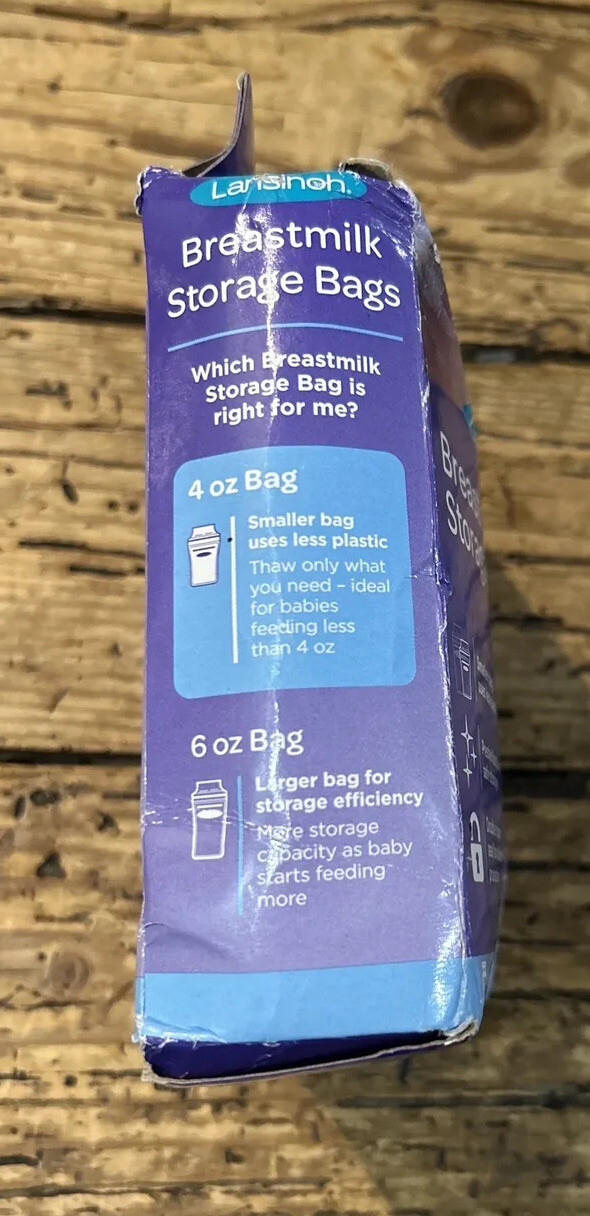 Lansinoh.
Breastmilk
Storage Bags
Which Breastmilk
Storage Bag is
right for me?
4 oz Bag
Smaller bag
uses less plastic
Thaw only what
you need – ideal
for babies
feeding less
than 4 oz
6 oz Bag
Larger bag for
storage efficiency
More storage
capacity as baby
starts feeding
more